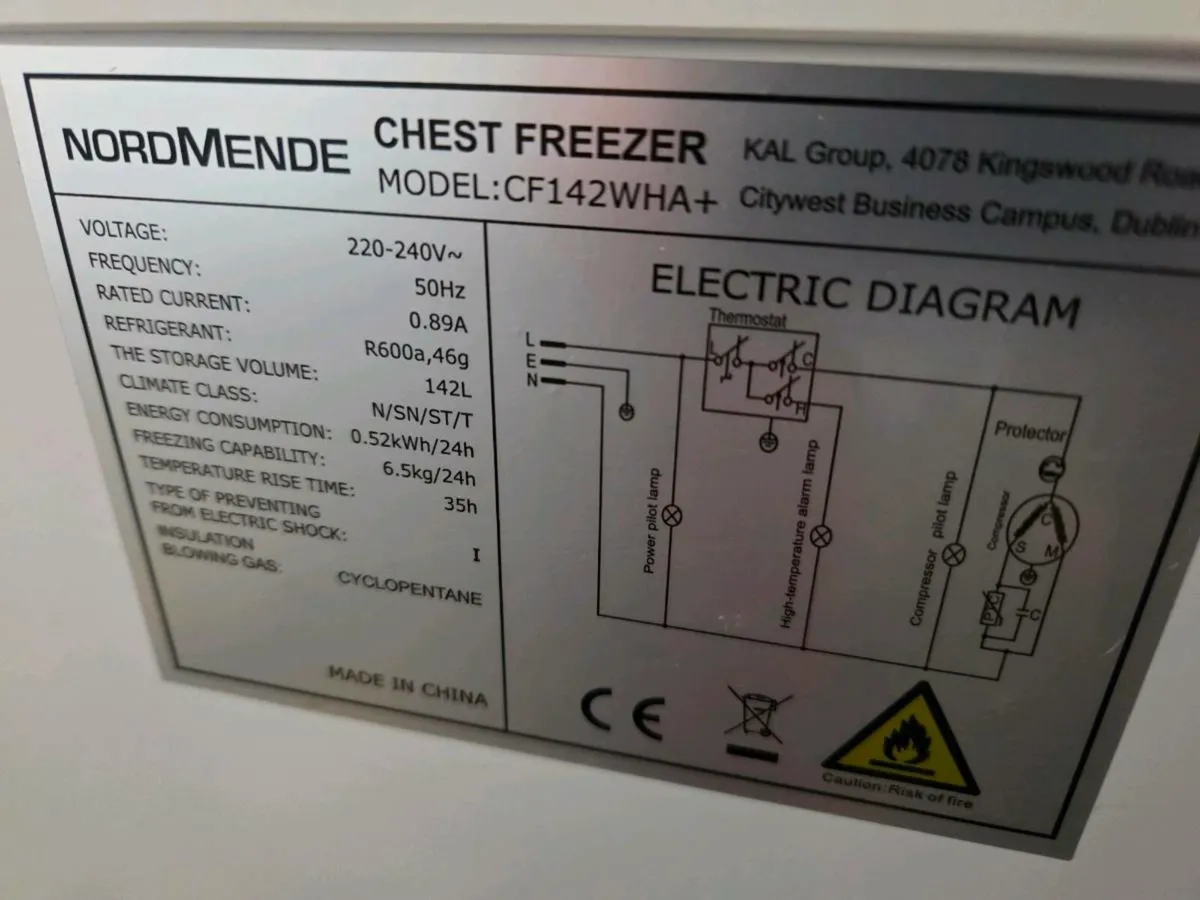 NORDMENDE
CHEST FREEZER
MODEL:CF142WHA+
KAL Group, 4078 Kingswood Roa
Citywest Business Campus, Dublin
VOLTAGE: 220-240V~
FREQUENCY: 50Hz
RATED CURRENT: 0.89A
REFRIGERANT: R600a,46g
THE STORAGE VOLUME: 142L
CLIMATE CLASS: N/SN/ST/T
ENERGY CONSUMPTION: 0.52kWh/24h
FREEZING CAPABILITY: 6.5kg/24h
TEMPERATURE RISE TIME: 35h
TYPE OF PREVENTING
FROM ELECTRIC SHOCK: I
INSULATION
BLOWING GAS: CYCLOPENTANE
MADE IN CHINA
ELECTRIC DIAGRAM
Thermostat
L
E
N
L
C
H
Power pilot lamp
High-temperature alarm lamp
Compressor pilot lamp
Protector
Compressor
C
S M
PTC
C
CE
Caution:Risk of fire